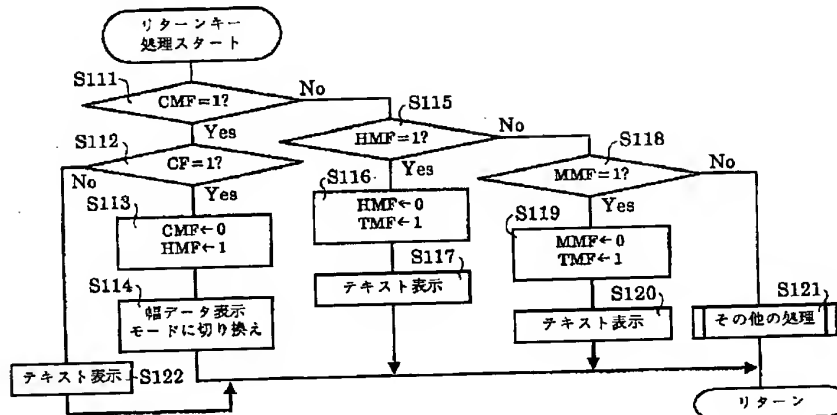 リターンキー
処理スタート
S111
CMF=1?
No
Yes
S115
HMF=1?
No
Yes
S118
MMF=1?
No
Yes
S112
CF=1?
No
Yes
S113
CMF←0
HMF←1
S116
HMF←0
TMF←1
S119
MMF←0
TMF←1
S114
幅データ表示
モードに切り換え
S117
テキスト表示
S120
テキスト表示
S121
その他の処理
テキスト表示
S122
リターン